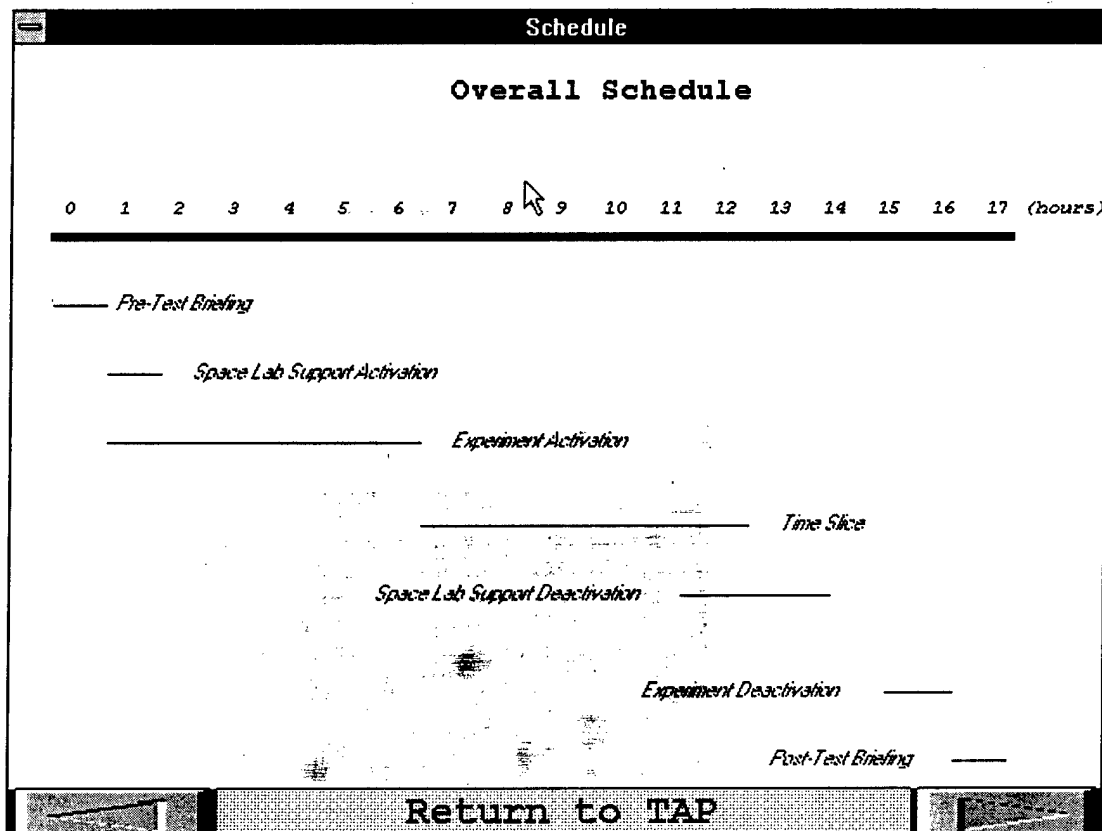 Schedule
Overall Schedule
0 1 2 3 4 5 6 7 8 9 10 11 12 13 14 15 16 17 (hours)
Pre-Test Briefing
Space Lab Support Activation
Experiment Activation
Time Slice
Space Lab Support Deactivation
Experiment Deactivation
Post-Test Briefing
Return to TAP